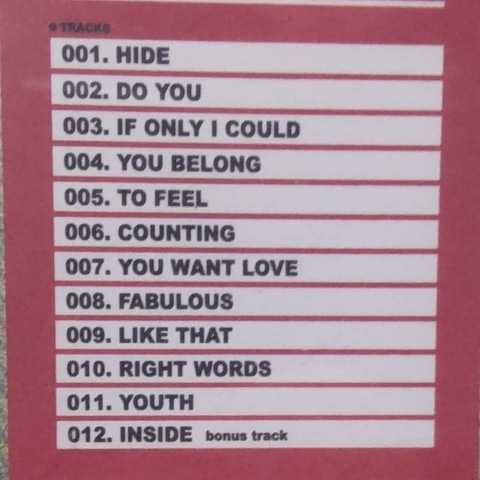 TRACKS
001. HIDE
002. DO YOU
003. IF ONLY I COULD
004. YOU BELONG
005. TO FEEL
006. COUNTING
007. YOU WANT LOVE
008. FABULOUS
009. LIKE THAT
010. RIGHT WORDS
011. YOUTH
012. INSIDE bonus track